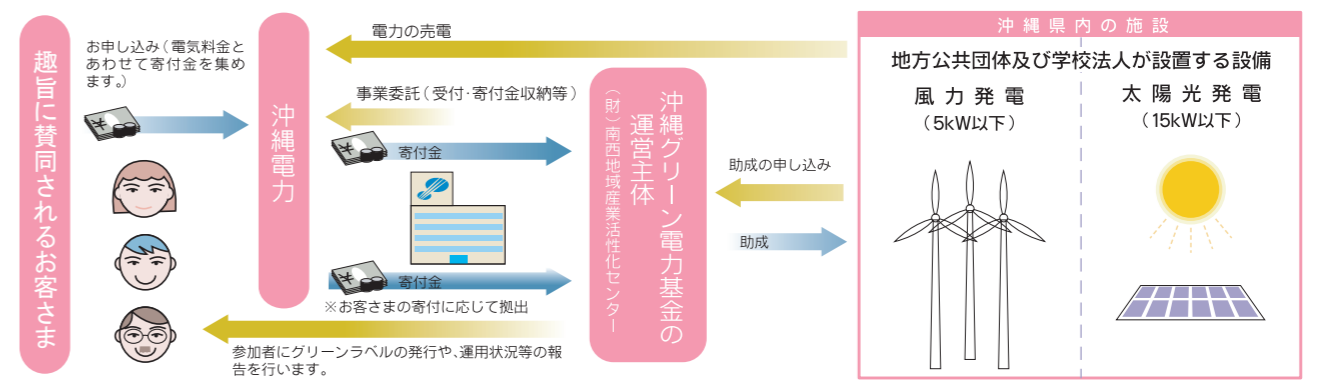 趣旨に賛同されるお客さま
お申し込み（電気料金と
あわせて寄付金を集め
ます。）
沖縄電力
電力の売電
事業委託（受付・寄付金収納等）
寄付金
寄付金
※お客さまの寄付に応じて拠出
参加者にグリーンラベルの発行や、運用状況等の報
告を行います。
沖縄グリーン電力基金の
運営主体
（財）南西地域産業活性化センター
助成の申し込み
助成
沖縄県内の施設
地方公共団体及び学校法人が設置する設備
風力発電
（5kW以下）
太陽光発電
（15kW以下）